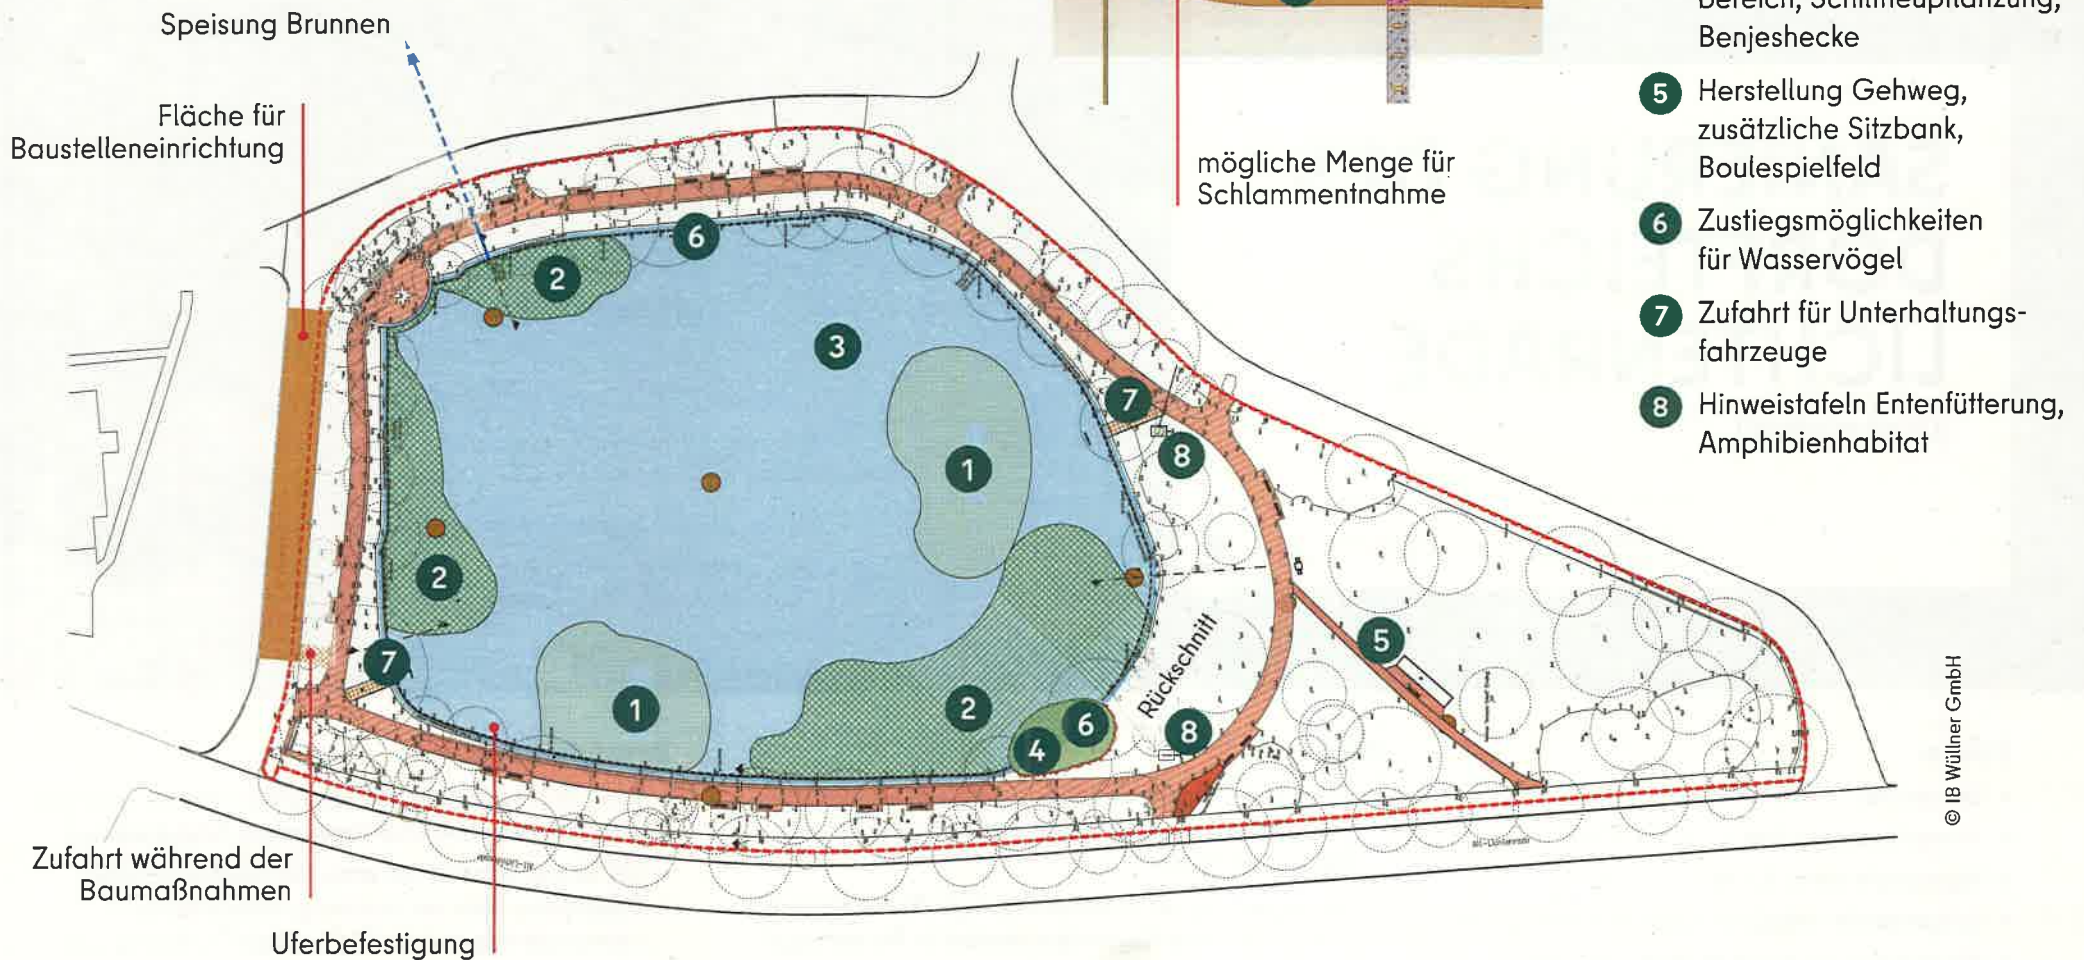 Speisung Brunnen
Fläche für
Baustelleneinrichtung
mögliche Menge für
Schlammentnahme
Bereich, Schilfneupflanzung,
Benjeshecke
5 Herstellung Gehweg,
zusätzliche Sitzbank,
Boulespielfeld
6 Zustiegsmöglichkeiten
für Wasservögel
7 Zufahrt für Unterhaltungs-
fahrzeuge
8 Hinweistafeln Entenfütterung,
Amphibienhabitat
6
2
3
7
1
8
2
5
7
1
2
6
4
8
Rückschnitt
© IB Wüllner GmbH
Zufahrt während der
Baumaßnahmen
Uferbefestigung